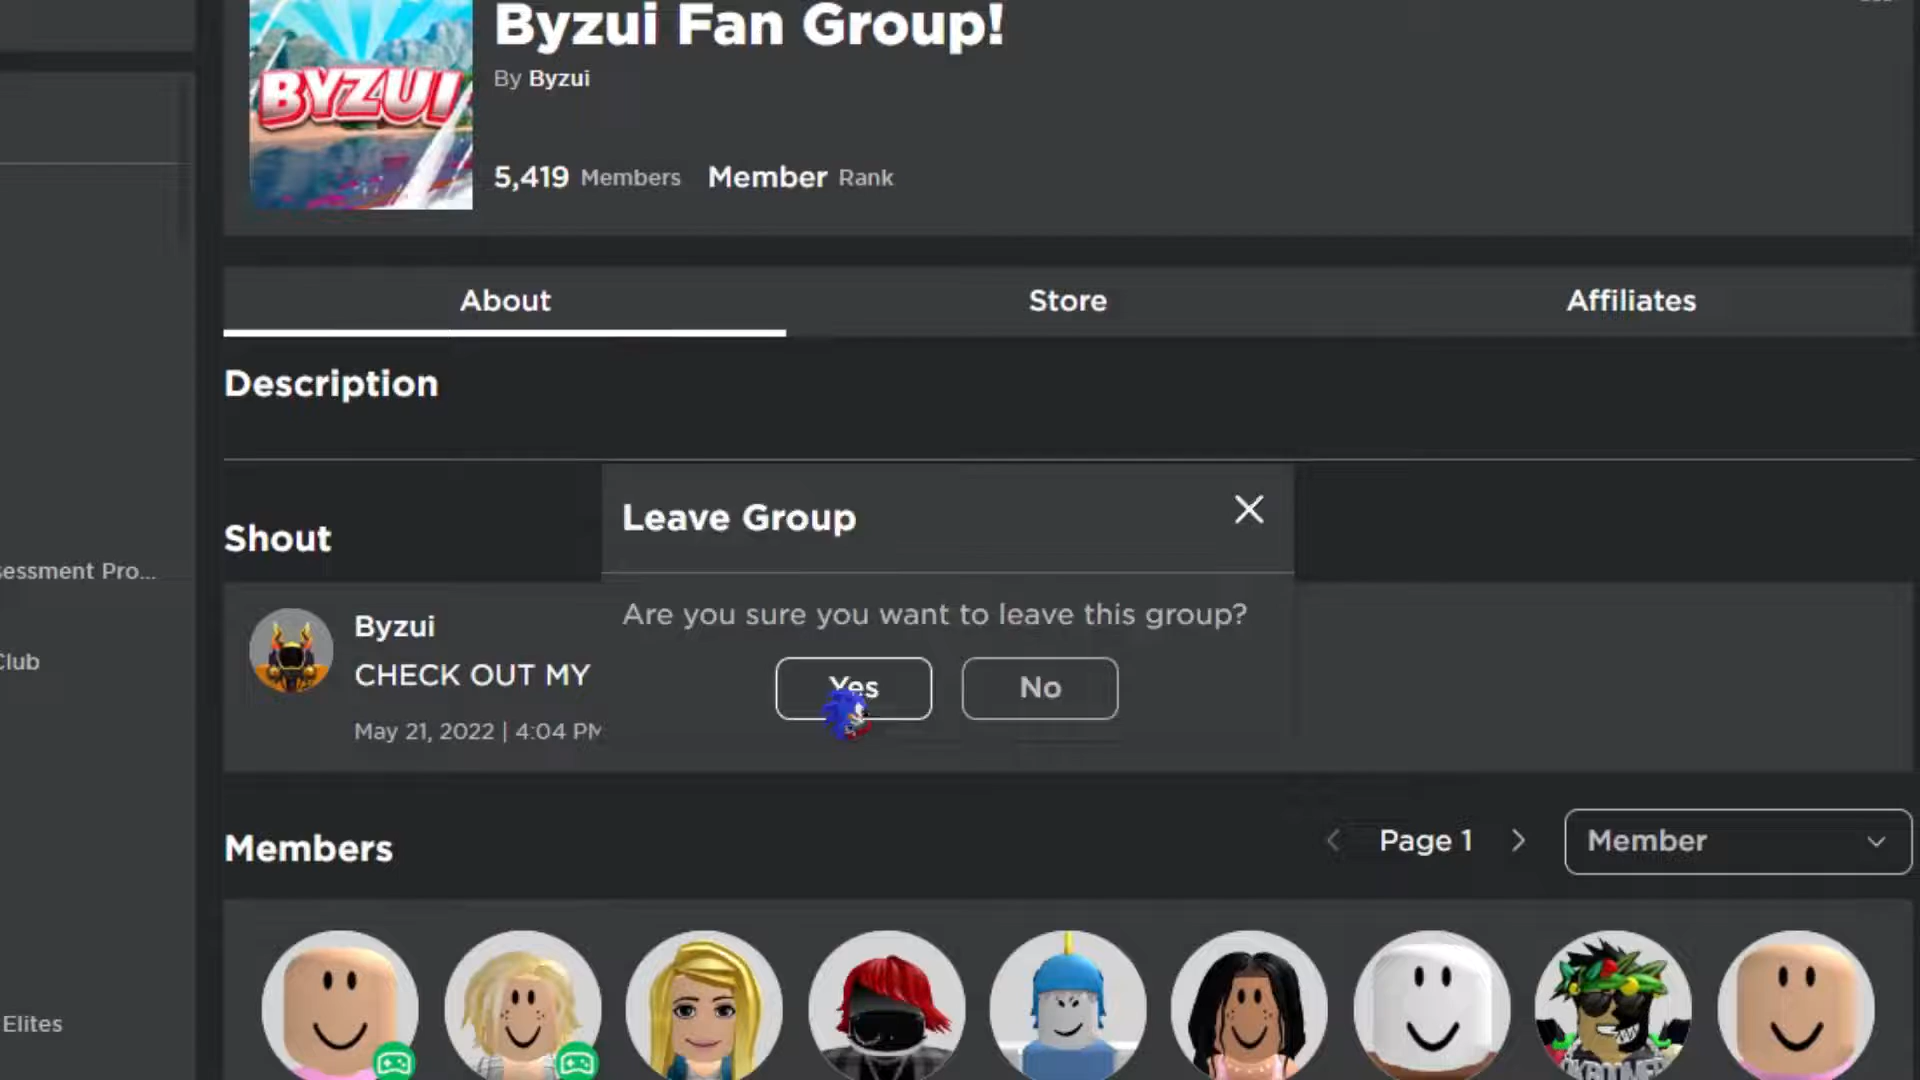 Byzui Fan Group!
By Byzui
BYZUI
5,419 Members Member Rank
About Store Affiliates
Description
Leave Group
Shout
essment Pro...
Are you sure you want to leave this group?
Byzui
CHECK OUT MY
Club
Yes No
May 21, 2022 | 4:04 PM
Members
Page 1
Member
Elites